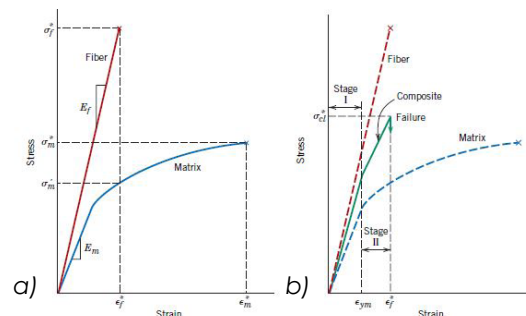 σ*f
Fiber
Ef
Stress
σ*m
Matrix
σ'm
Em
a)
ϵ*f
ϵ*m
Strain
Fiber
Stage
I
Composite
σ*cl
Failure
Stress
Matrix
Stage
II
b)
ϵym
ϵ*f
Strain